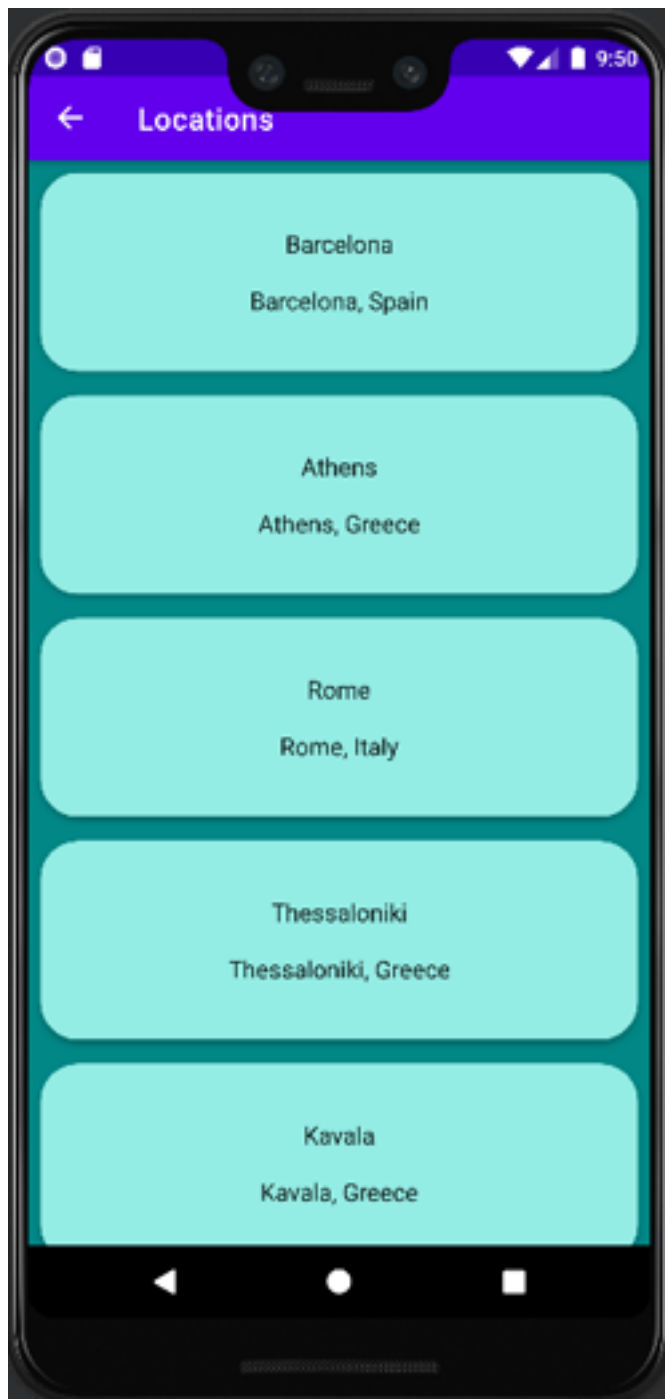 9:50
Locations
Barcelona
Barcelona, Spain
Athens
Athens, Greece
Rome
Rome, Italy
Thessaloniki
Thessaloniki, Greece
Kavala
Kavala, Greece